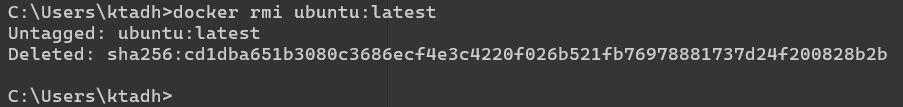 C:\Users\ktadh>docker rmi ubuntu:latest
Untagged: ubuntu:latest
Deleted: sha256:cd1dba651b3080c3686ecf4e3c4220f026b521fb76978881737d24f200828b2b
C:\Users\ktadh>